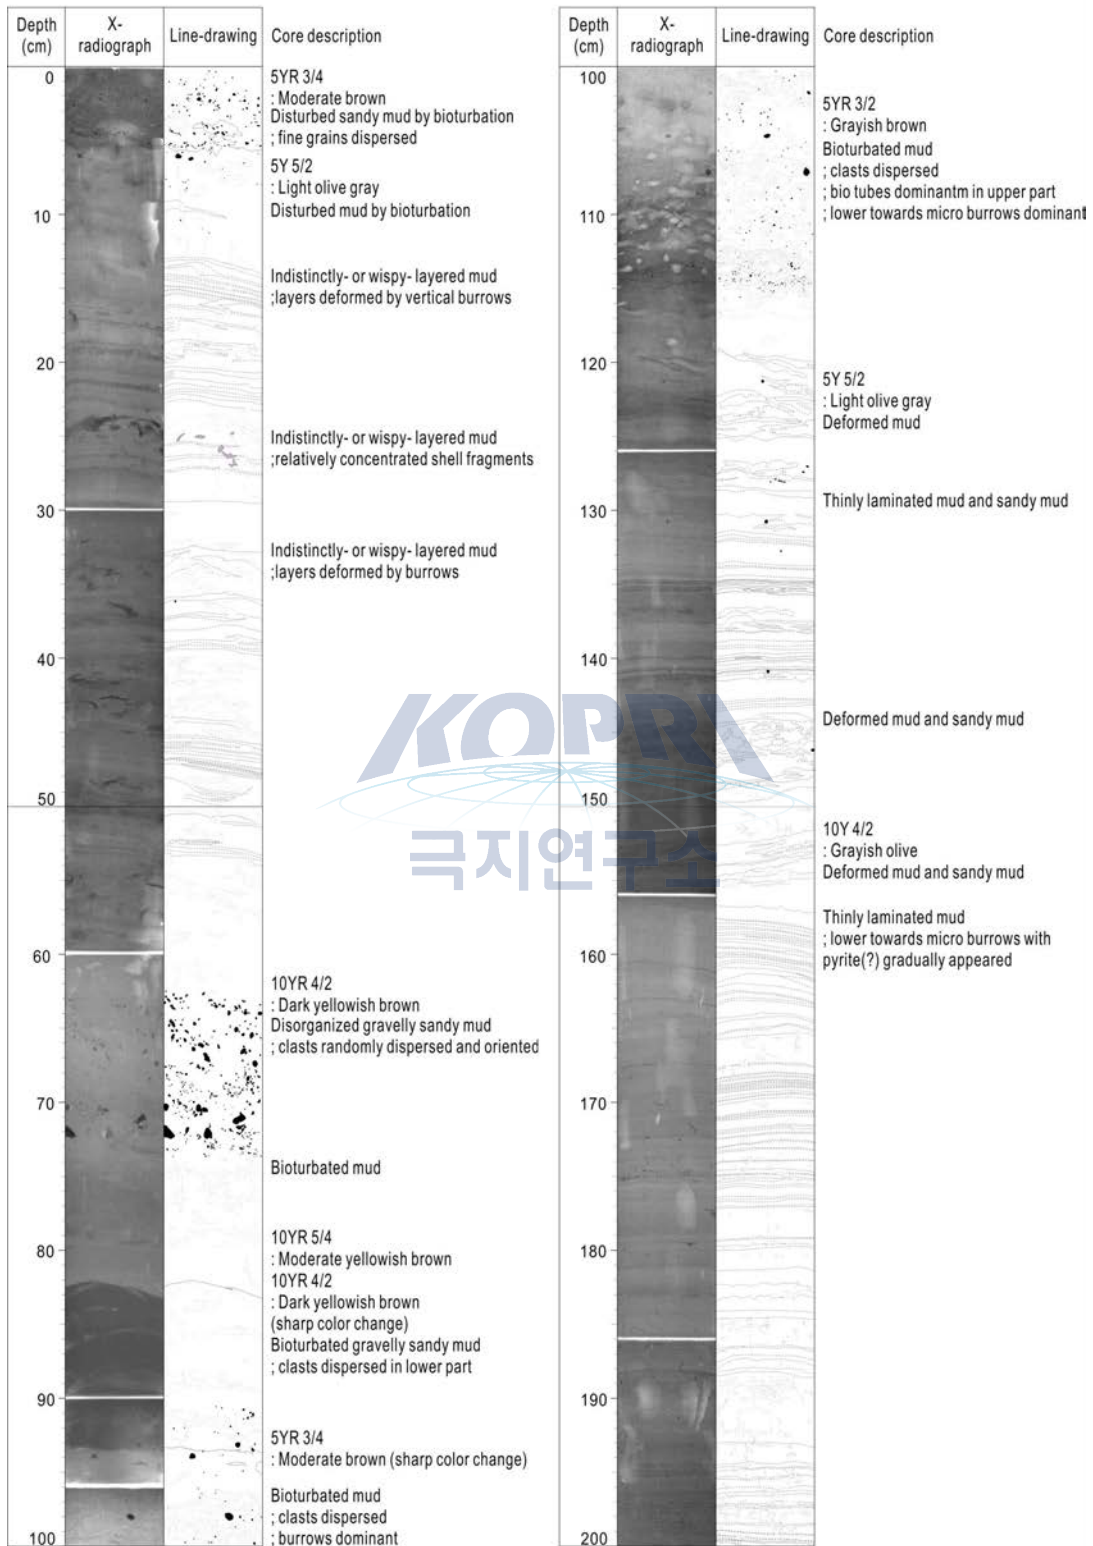 Depth (cm)
X-radiograph
Line-drawing
Core description
0
5YR 3/4
: Moderate brown
Disturbed sandy mud by bioturbation
; fine grains dispersed
5Y 5/2
: Light olive gray
Disturbed mud by bioturbation
10
Indistinctly- or wispy- layered mud
;layers deformed by vertical burrows
20
Indistinctly- or wispy- layered mud
;relatively concentrated shell fragments
30
Indistinctly- or wispy- layered mud
;layers deformed by burrows
40
50
60
10YR 4/2
: Dark yellowish brown
Disorganized gravelly sandy mud
; clasts randomly dispersed and oriented
70
Bioturbated mud
10YR 5/4
80
: Moderate yellowish brown
10YR 4/2
: Dark yellowish brown
(sharp color change)
Bioturbated gravelly sandy mud
; clasts dispersed in lower part
90
5YR 3/4
: Moderate brown (sharp color change)
Bioturbated mud
; clasts dispersed
; burrows dominant
100
Depth (cm)
X-radiograph
Line-drawing
Core description
100
5YR 3/2
: Grayish brown
Bioturbated mud
; clasts dispersed
; bio tubes dominantm in upper part
; lower towards micro burrows dominant
110
120
5Y 5/2
: Light olive gray
Deformed mud
Thinly laminated mud and sandy mud
130
140
Deformed mud and sandy mud
150
10Y 4/2
: Grayish olive
Deformed mud and sandy mud
Thinly laminated mud
; lower towards micro burrows with
pyrite(?) gradually appeared
160
170
180
190
200
KOPRI
극지연구소